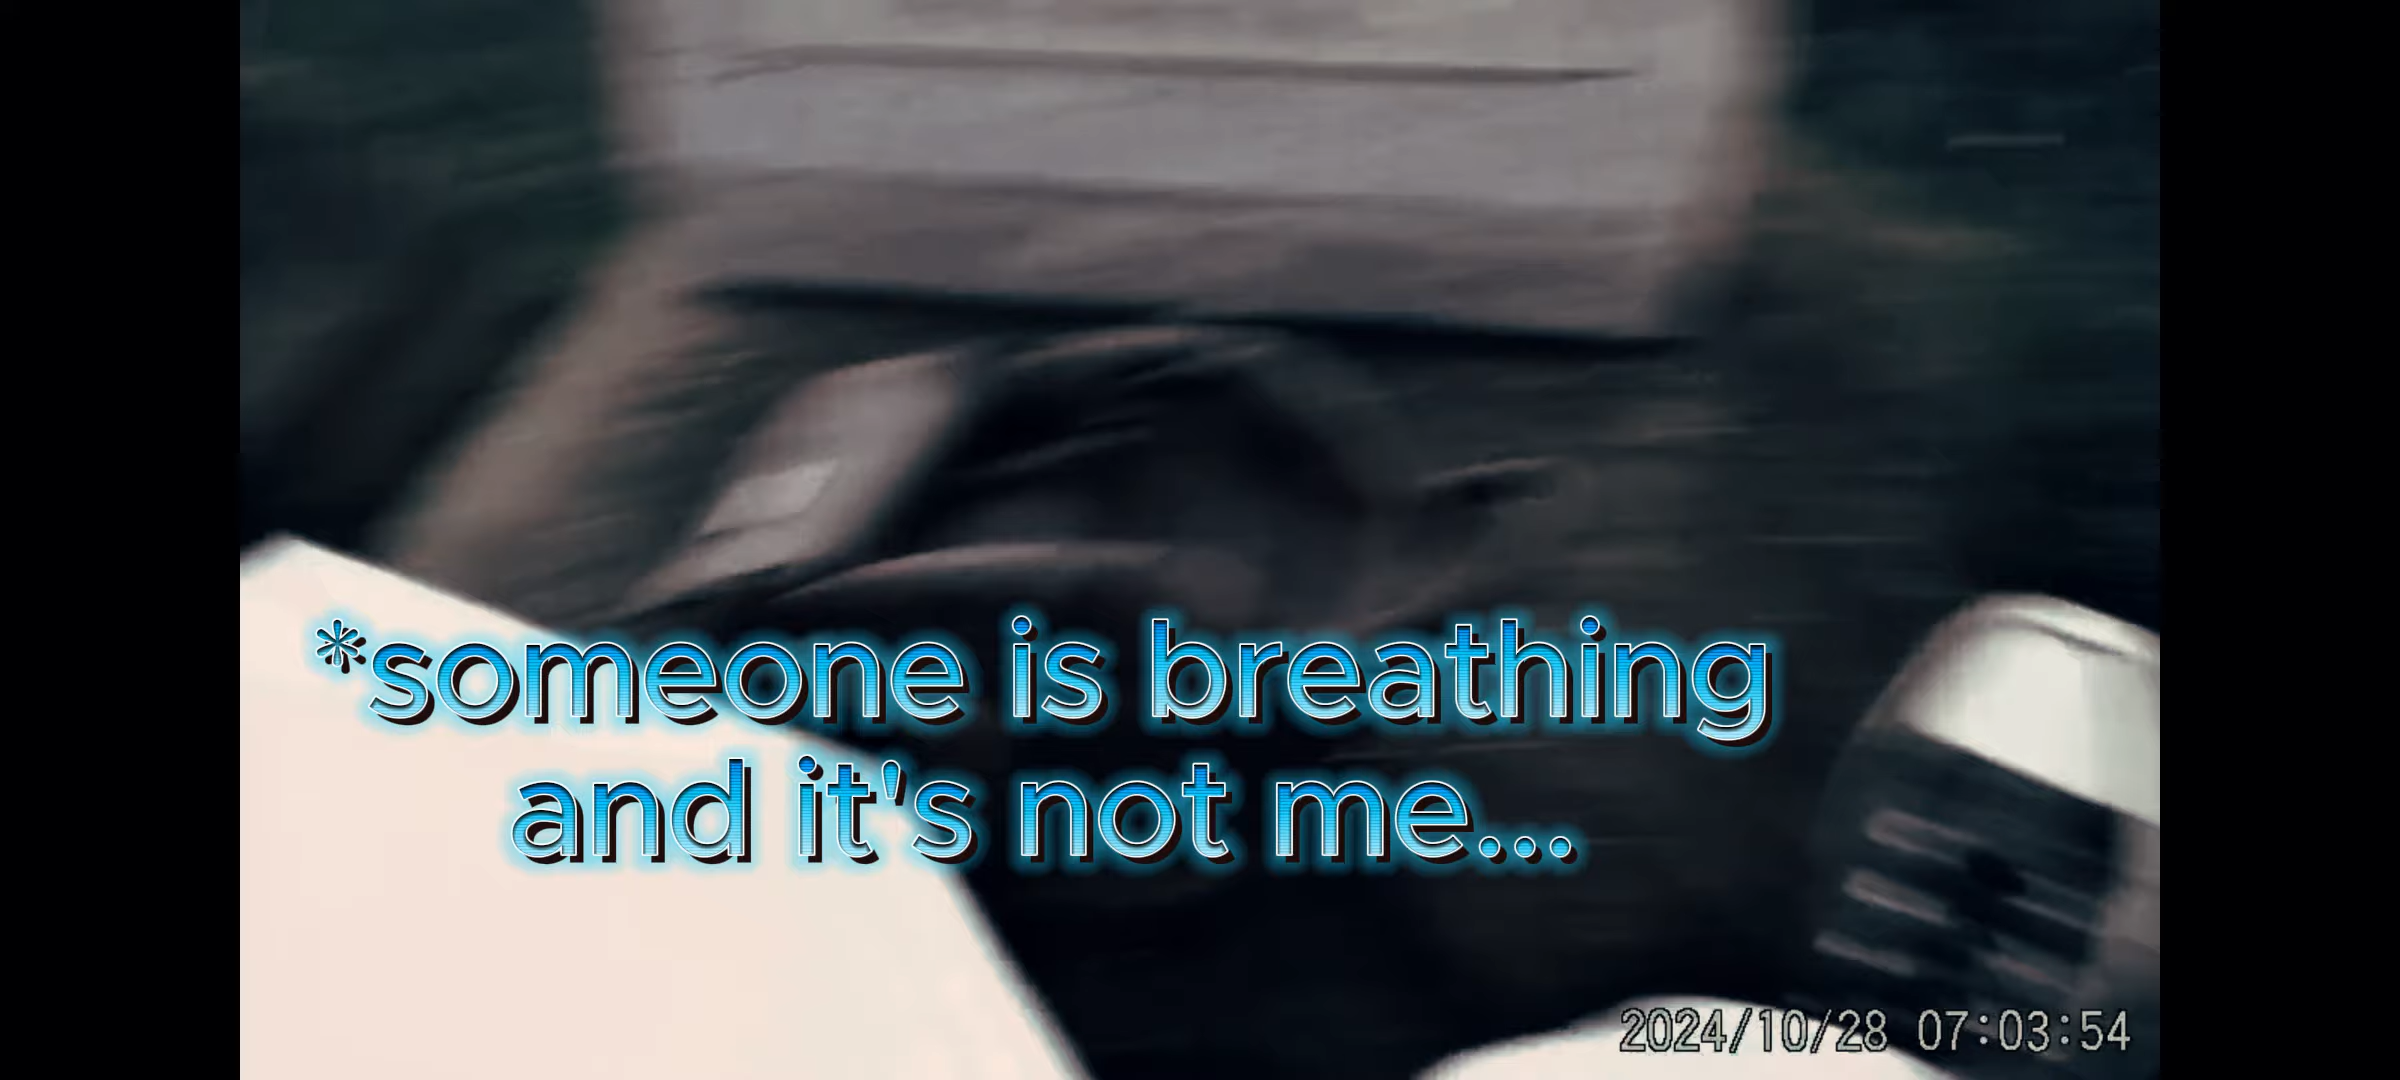 *someone is breathing
and it's not me...
2024/10/28 07:03:54